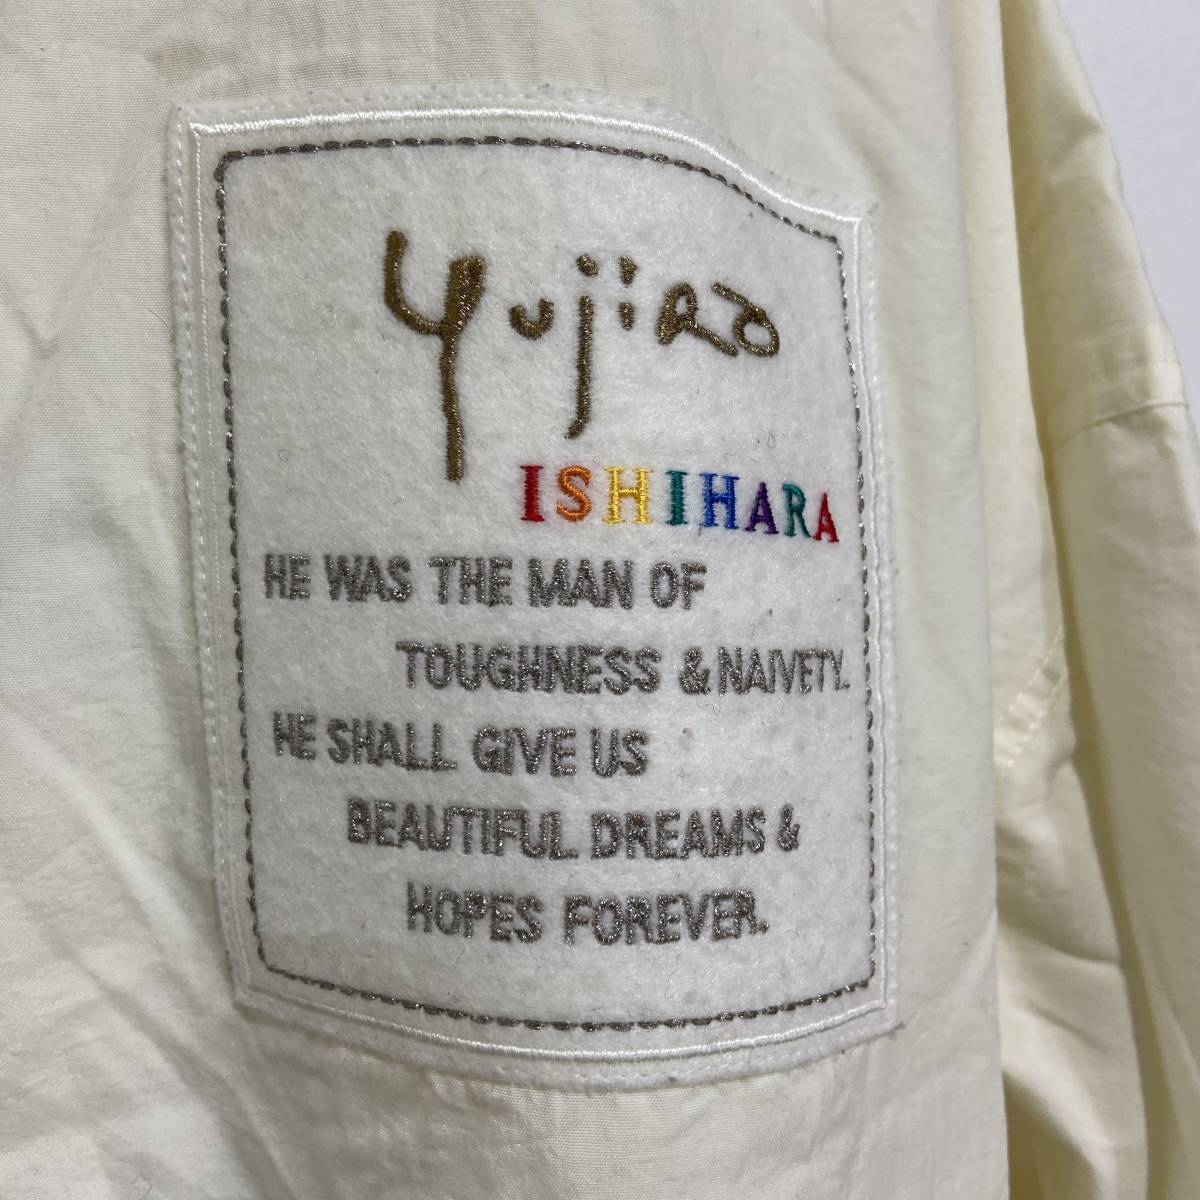 yujiRo
ISHIHARA
HE WAS THE MAN OF
TOUGHNESS & NAIVETY.
HE SHALL GIVE US
BEAUTIFUL DREAMS &
HOPES FOREVER.